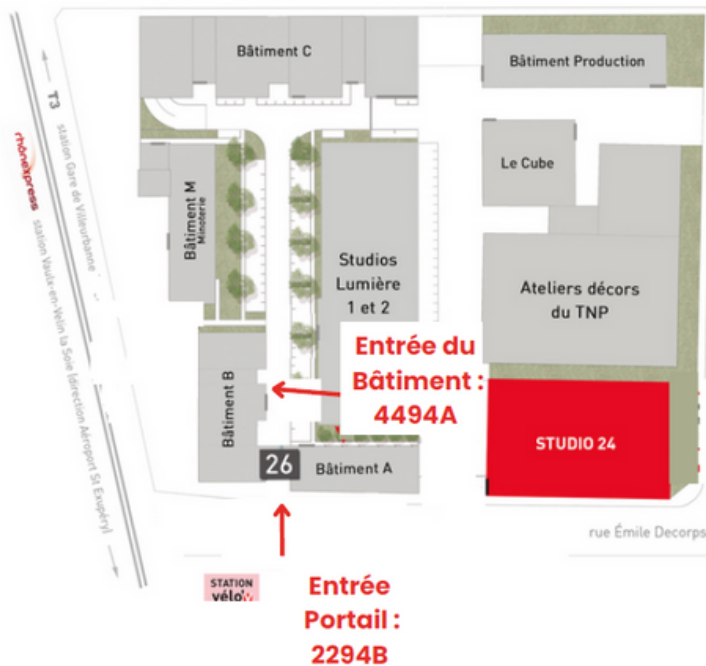 Bâtiment C
Bâtiment Production
T3
station Gare de Villeurbanne
rhônexpress
station Vaulx-en-Velin la Soie (direction Aéroport St Exupéry)
Bâtiment M
Minoterie
Le Cube
Studios
Lumière
1 et 2
Ateliers décors
du TNP
Entrée du
Bâtiment :
4494A
Bâtiment B
STUDIO 24
26
Bâtiment A
rue Émile Decorps
STATION
vélo'v
Entrée
Portail :
2294B